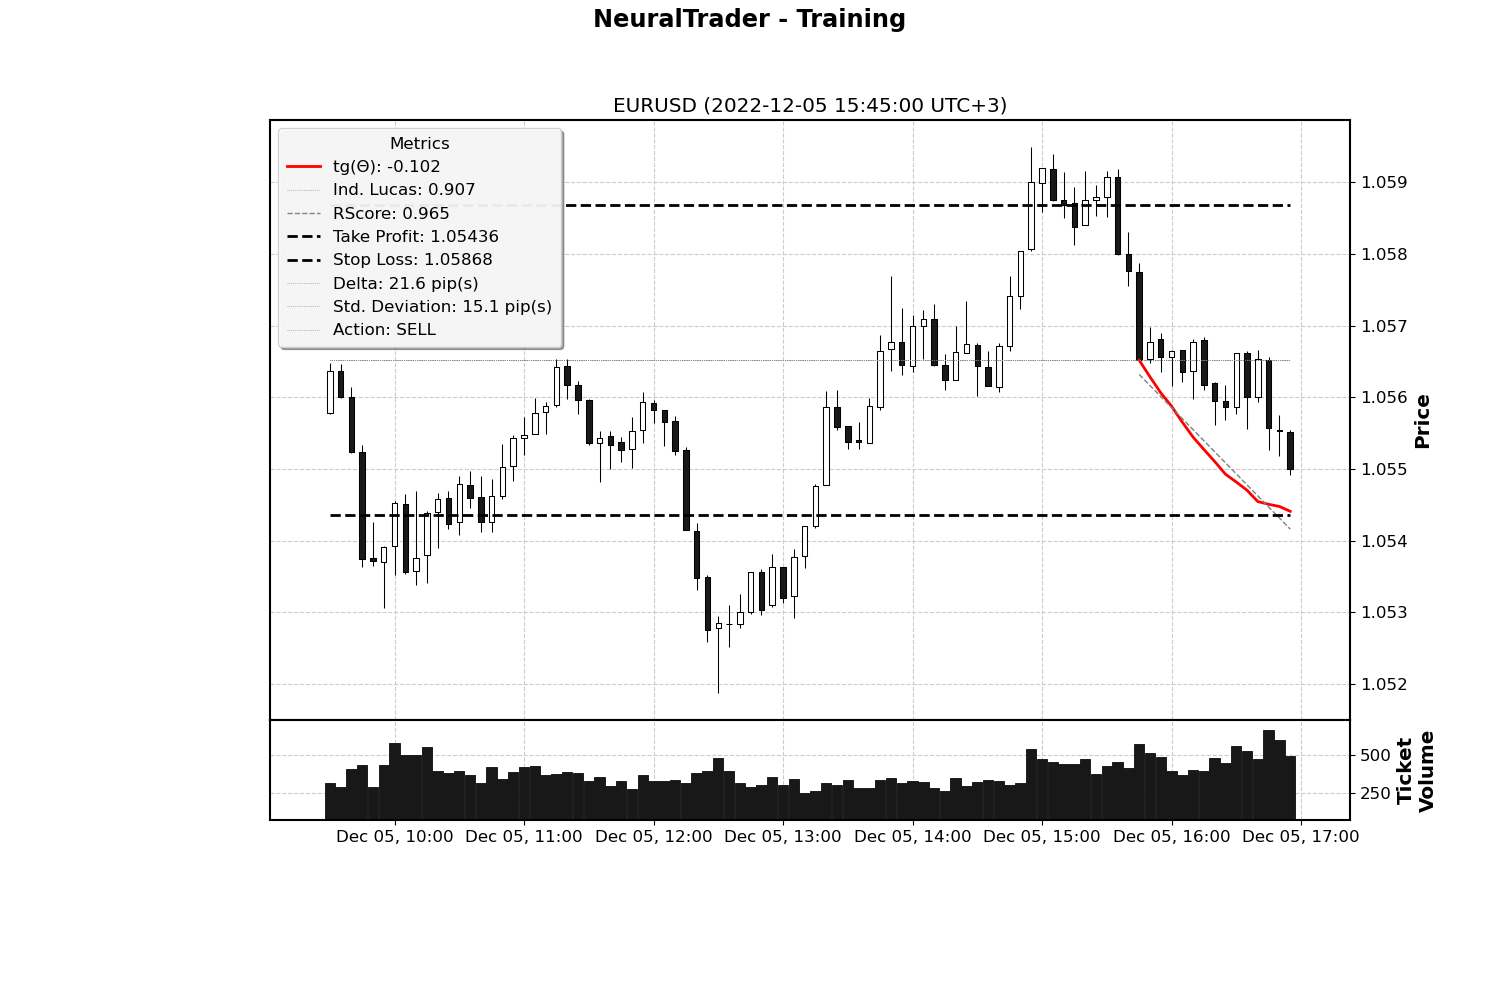 NeuralTrader - Training
EURUSD (2022-12-05 15:45:00 UTC+3)
Metrics
tg(Θ): -0.102
Ind. Lucas: 0.907
RScore: 0.965
Take Profit: 1.05436
Stop Loss: 1.05868
Delta: 21.6 pip(s)
Std. Deviation: 15.1 pip(s)
Action: SELL
1.059
1.058
1.057
1.056
1.055
1.054
1.053
1.052
Price
500
250
Ticket
Volume
Dec 05, 10:00
Dec 05, 11:00
Dec 05, 12:00
Dec 05, 13:00
Dec 05, 14:00
Dec 05, 15:00
Dec 05, 16:00
Dec 05, 17:00